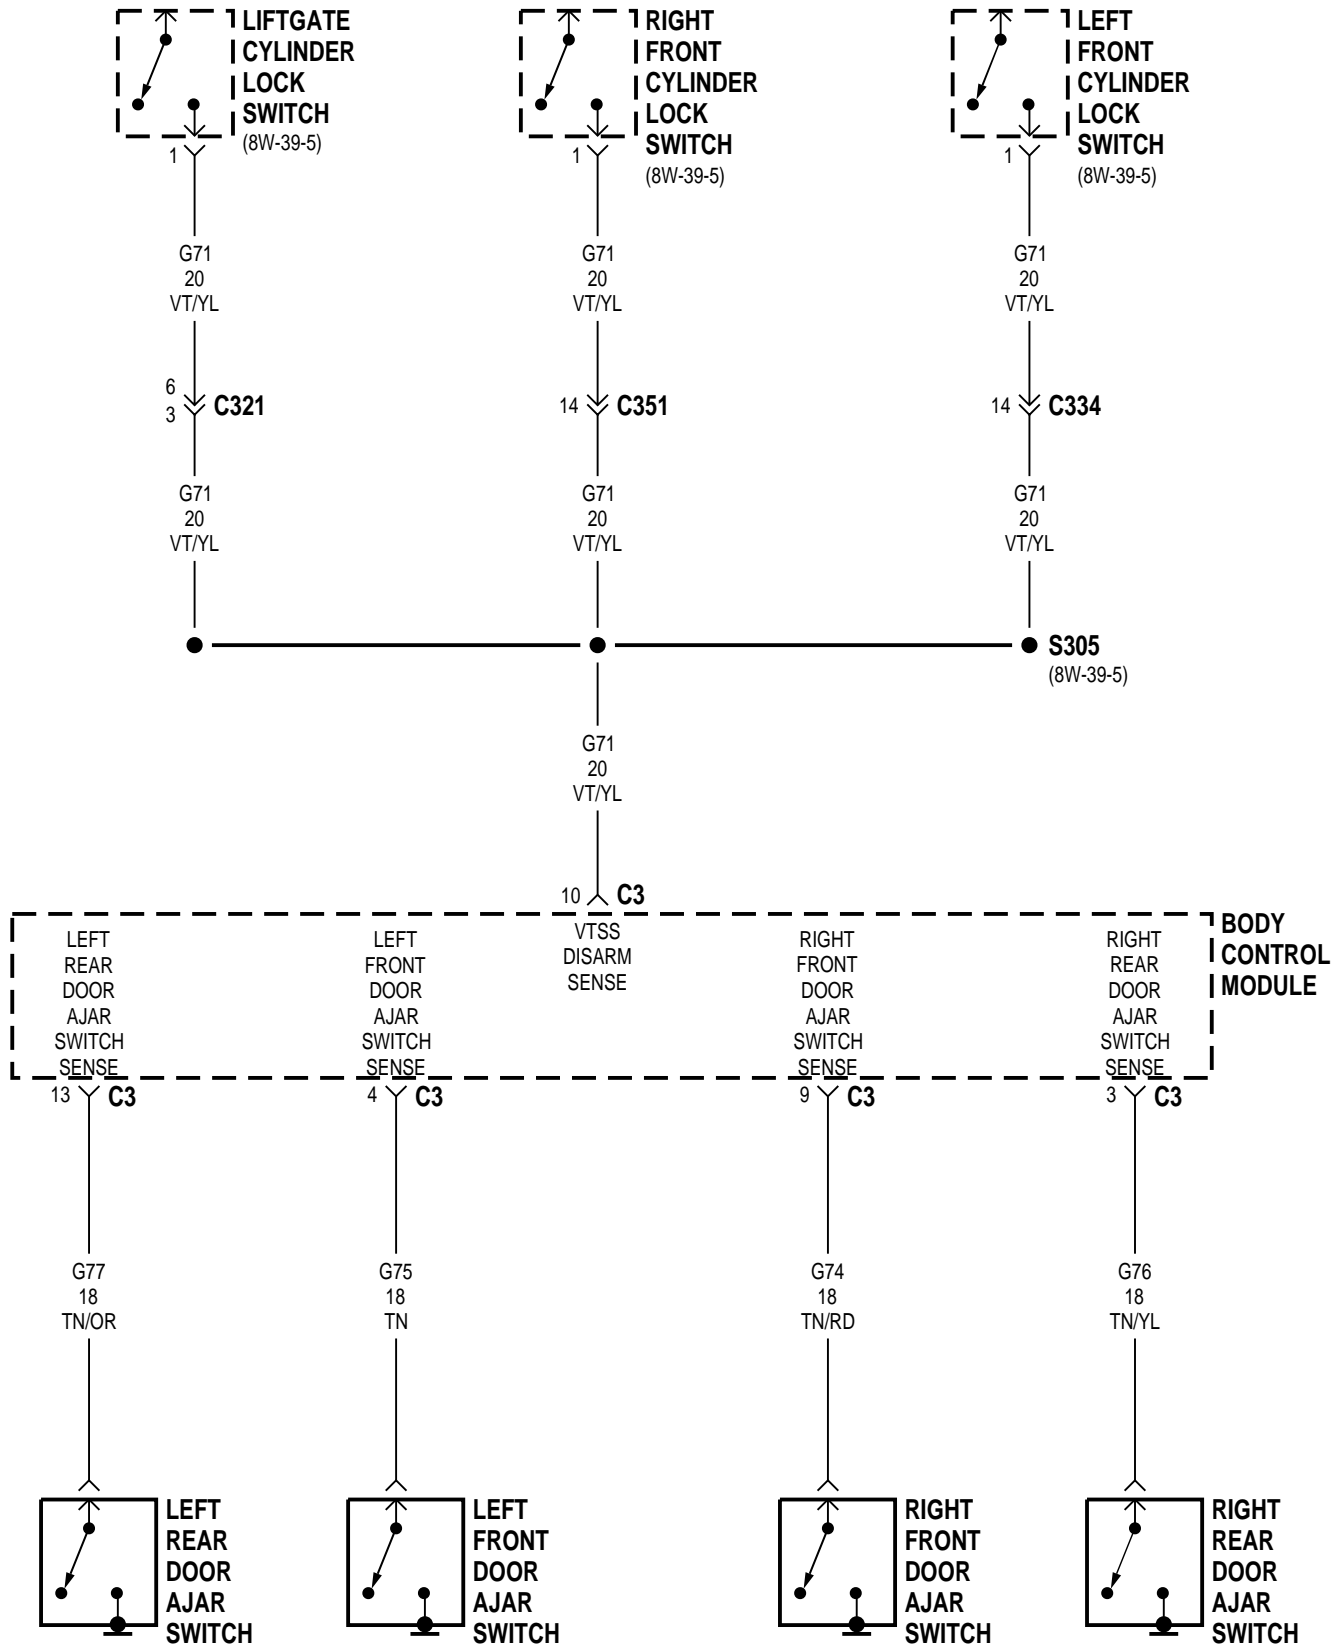 LIFTGATE
CYLINDER
LOCK
SWITCH
(8W-39-5)
1
RIGHT
FRONT
CYLINDER
LOCK
SWITCH
(8W-39-5)
1
LEFT
FRONT
CYLINDER
LOCK
SWITCH
(8W-39-5)
1
G71
20
VT/YL
G71
20
VT/YL
G71
20
VT/YL
6
3
C321
14
C351
14
C334
G71
20
VT/YL
G71
20
VT/YL
G71
20
VT/YL
S305
(8W-39-5)
G71
20
VT/YL
10
C3
BODY
CONTROL
MODULE
LEFT
REAR
DOOR
AJAR
SWITCH
SENSE
LEFT
FRONT
DOOR
AJAR
SWITCH
SENSE
VTSS
DISARM
SENSE
RIGHT
FRONT
DOOR
AJAR
SWITCH
SENSE
RIGHT
REAR
DOOR
AJAR
SWITCH
SENSE
13
C3
4
C3
9
C3
3
C3
G77
18
TN/OR
G75
18
TN
G74
18
TN/RD
G76
18
TN/YL
LEFT
REAR
DOOR
AJAR
SWITCH
LEFT
FRONT
DOOR
AJAR
SWITCH
RIGHT
FRONT
DOOR
AJAR
SWITCH
RIGHT
REAR
DOOR
AJAR
SWITCH